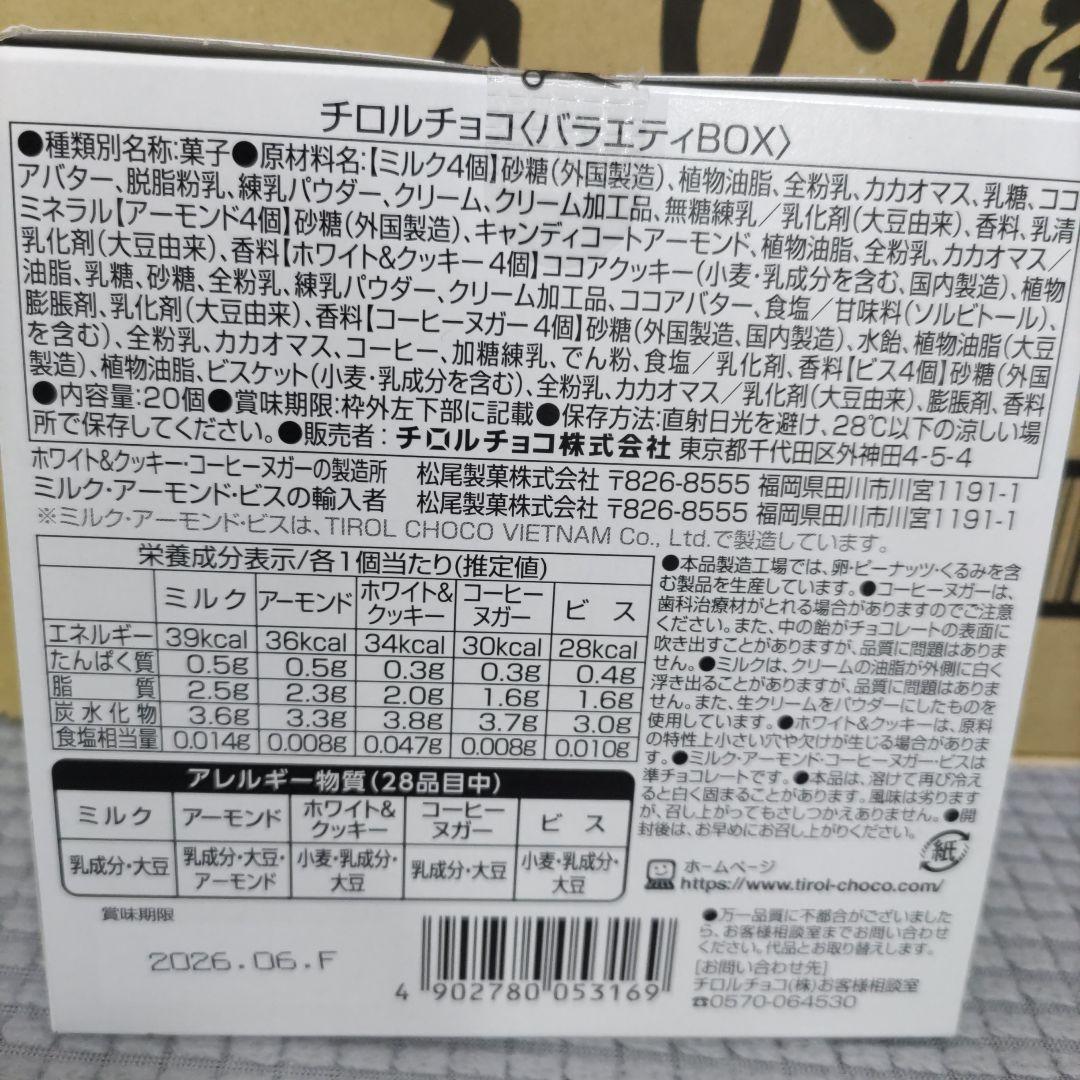 チロルチョコ〈バラエティBOX〉
●種類別名称:菓子●原材料名:【ミルク4個】砂糖(外国製造)、植物油脂、全粉乳、カカオマス、乳糖、ココ
アバター、脱脂粉乳、練乳パウダー、クリーム、クリーム加工品、無糖練乳／乳化剤(大豆由来)、香料、乳清
ミネラル【アーモンド4個】砂糖(外国製造)、キャンディコートアーモンド、植物油脂、全粉乳、カカオマス／
乳化剤(大豆由来)、香料【ホワイト&クッキー 4個】ココアクッキー(小麦・乳成分を含む、国内製造)、植物
油脂、乳糖、砂糖、全粉乳、練乳パウダー、クリーム加工品、ココアバター、食塩／甘味料(ソルビトール)、
膨脹剤、乳化剤(大豆由来)、香料【コーヒーヌガー4個】砂糖(外国製造、国内製造)、水飴、植物油脂(大豆
を含む)、全粉乳、カカオマス、コーヒー、加糖練乳、でん粉、食塩／乳化剤、香料【ビス4個】砂糖(外国
製造)、植物油脂、ビスケット(小麦・乳成分を含む)、全粉乳、カカオマス／乳化剤(大豆由来)、膨脹剤、香料
●内容量:20個●賞味期限:枠外左下部に記載●保存方法:直射日光を避け、28℃以下の涼しい場
所で保存してください。●販売者:チロルチョコ株式会社 東京都千代田区外神田4-5-4
ホワイト&クッキー・コーヒーヌガーの製造所 松尾製菓株式会社 〒826-8555 福岡県田川市川宮1191-1
ミルク・アーモンド・ビスの輸入者 松尾製菓株式会社 〒826-8555 福岡県田川市川宮1191-1
※ミルク・アーモンド・ビスは、TIROL CHOCO VIETNAM Co., Ltd.で製造しています。
栄養成分表示/各1個当たり(推定値)
ミルク アーモンド ホワイト&クッキー コーヒーヌガー ビス
エネルギー 39kcal 36kcal 34kcal 30kcal 28kcal
たんぱく質 0.5g 0.5g 0.3g 0.3g 0.4g
脂質 2.5g 2.3g 2.0g 1.6g 1.6g
炭水化物 3.6g 3.3g 3.8g 3.7g 3.0g
食塩相当量 0.014g 0.008g 0.047g 0.008g 0.010g
アレルギー物質(28品目中)
ミルク アーモンド ホワイト&クッキー コーヒーヌガー ビス
乳成分・大豆 乳成分・大豆・アーモンド 小麦・乳成分・大豆 乳成分・大豆 小麦・乳成分・大豆
●本品製造工場では、卵・ピーナッツ・くるみを含
む製品を生産しています。●コーヒーヌガーは、
歯科治療材がとれる場合がありますのでご注意
ください。また、中の飴がチョコレートの表面に
吹き出すことがありますが、品質に問題はありま
せん。●ミルクは、クリームの油脂が外側に白く
浮き出ることがありますが、品質に問題はありま
せん。また、生クリームをパウダーにしたものを
使用しています。●ホワイト&クッキーは、原料
の特性上小さい穴や欠けが生じる場合がありま
す。●ミルク・アーモンド・コーヒーヌガー・ビスは
準チョコレートです。●本品は、溶けて再び冷え
ると白く固まることがあります。風味は劣ります
が、召し上がってもさしつかえありません。●開
封後は、お早めにお召し上がりください。
紙
ホームページ
https://www.tirol-choco.com/
賞味期限
2026.06.F
4 902780 053169
●万一品質に不都合がございました
ら、お客様相談室までお問い合わせ
ください。代品とお取り替えします。
[お問い合わせ先]
チロルチョコ(株)お客様相談室
☎0570-064530